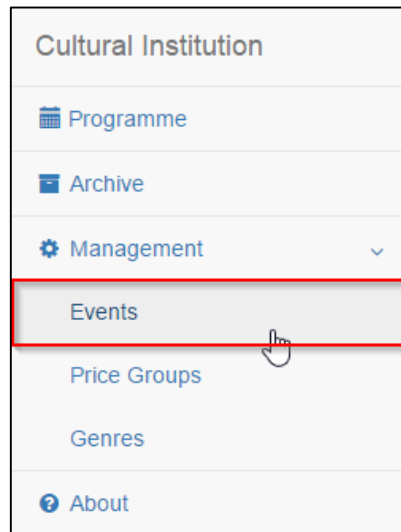 Cultural Institution
Programme
Archive
Management
Events
Price Groups
Genres
About